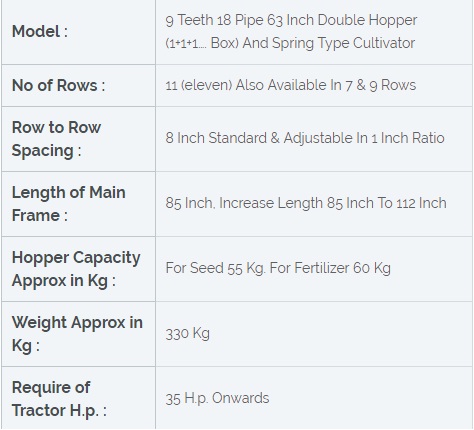 Model :
9 Teeth 18 Pipe 63 Inch Double Hopper
(1+1+1.... Box) And Spring Type Cultivator
No of Rows :
11 (eleven) Also Available In 7 & 9 Rows
Row to Row
Spacing :
8 Inch Standard & Adjustable In 1 Inch Ratio
Length of Main
Frame :
85 Inch, Increase Length 85 Inch To 112 Inch
Hopper Capacity
Approx in Kg :
For Seed 55 Kg. For Fertilizer 60 Kg
Weight Approx in
Kg :
330 Kg
Require of
Tractor H.p. :
35 H.p. Onwards